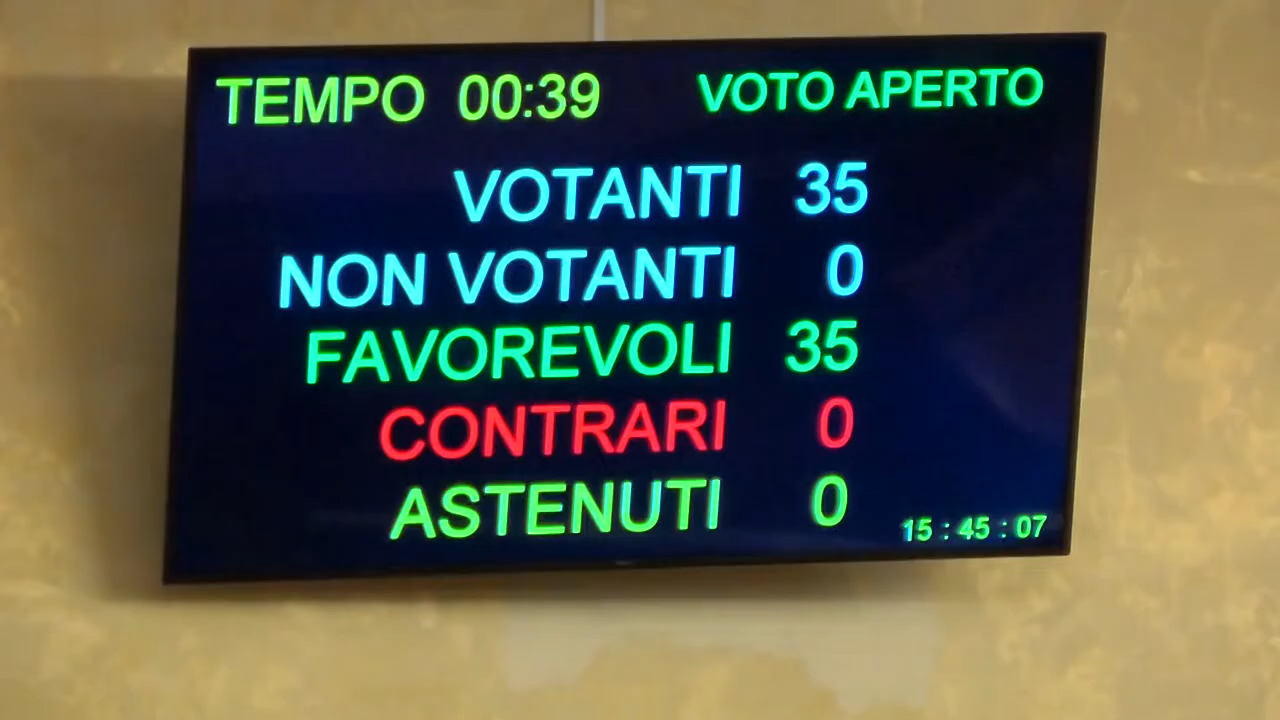 TEMPO 00:39 VOTO APERTO
VOTANTI 35
NON VOTANTI 0
FAVOREVOLI 35
CONTRARI 0
ASTENUTI 0
15 : 45 : 07